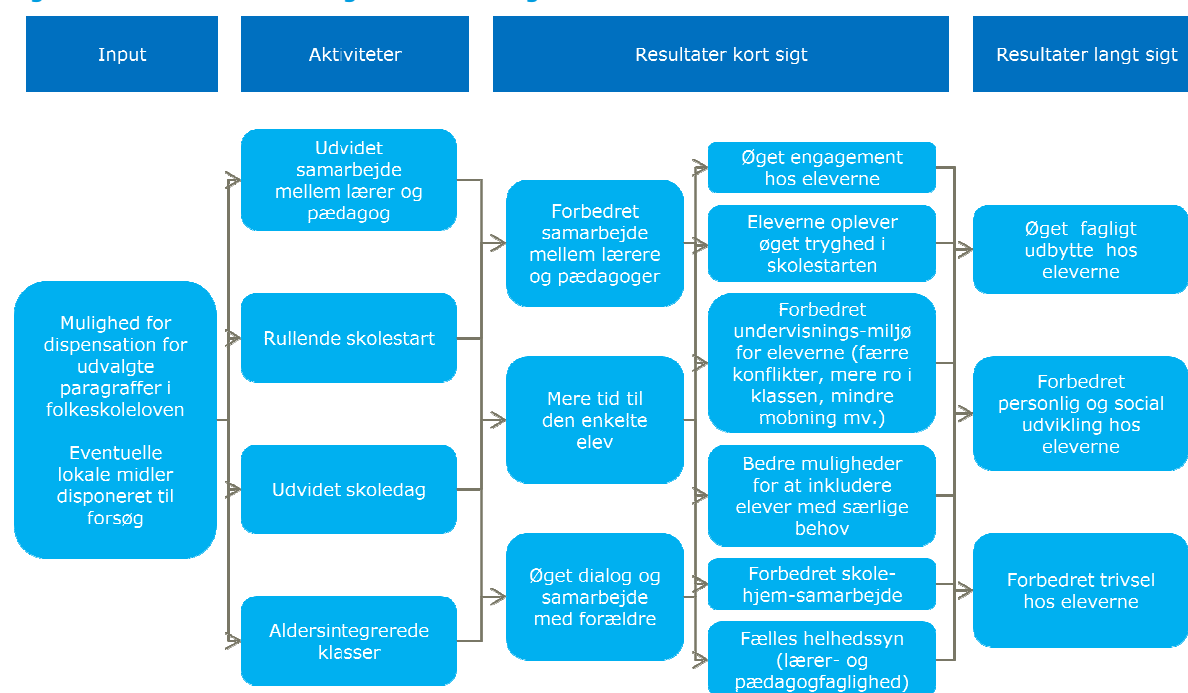 Input
Aktiviteter
Resultater kort sigt
Resultater langt sigt
Mulighed for
dispensation for
udvalgte
paragraffer i
folkeskoleloven
Eventuelle
lokale midler
disponeret til
forsøg
Udvidet
samarbejde
mellem lærer og
pædagog
Rullende skolestart
Udvidet skoledag
Aldersintegrerede
klasser
Forbedret
samarbejde
mellem lærere
og pædagoger
Mere tid til
den enkelte
elev
Øget dialog og
samarbejde
med forældre
Øget engagement
hos eleverne
Eleverne oplever
øget tryghed i
skolestarten
Forbedret
undervisnings-miljø
for eleverne (færre
konflikter, mere ro i
klassen, mindre
mobning mv.)
Bedre muligheder
for at inkludere
elever med særlige
behov
Forbedret skole-
hjem-samarbejde
Fælles helhedssyn
(lærer- og
pædagogfaglighed)
Øget fagligt
udbytte hos
eleverne
Forbedret
personlig og social
udvikling hos
eleverne
Forbedret trivsel
hos eleverne